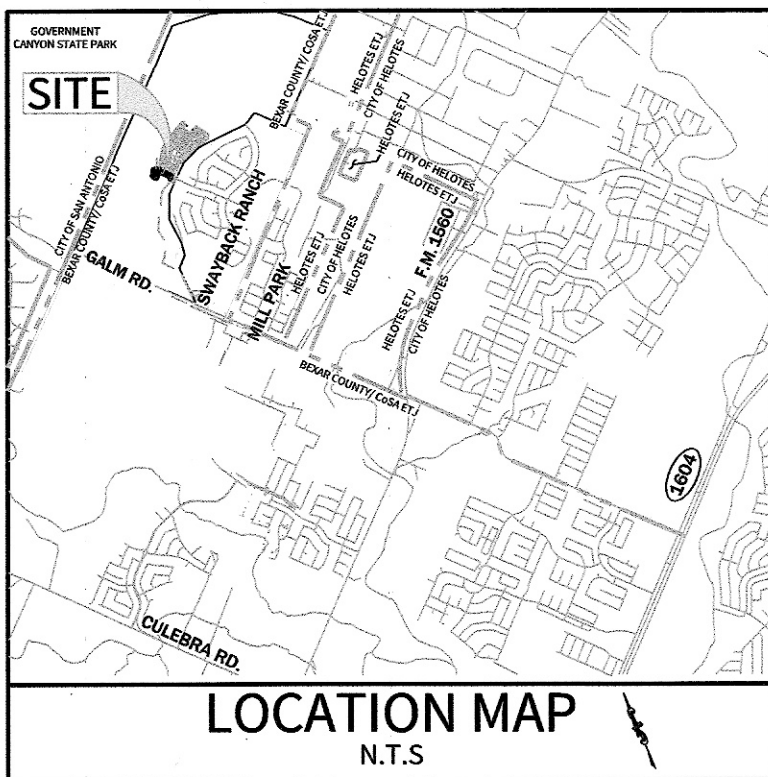 GOVERNMENT
CANYON STATE PARK
SITE
BEXAR COUNTY/ CoSA ETJ
HELOTES ETJ
CITY OF HELOTES
HELOTES ETJ
CITY OF HELOTES
HELOTES ETJ
CITY OF SAN ANTONIO
BEXAR COUNTY/ CoSA ETJ
GALM RD.
SWAYBACK RANCH
MILL PARK
HELOTES ETJ
CITY OF HELOTES
HELOTES ETJ
F.M. 1560
HELOTES ETJ
CITY OF HELOTES
BEXAR COUNTY/ CoSA ETJ
1604
CULEBRA RD.
LOCATION MAP
N.T.S